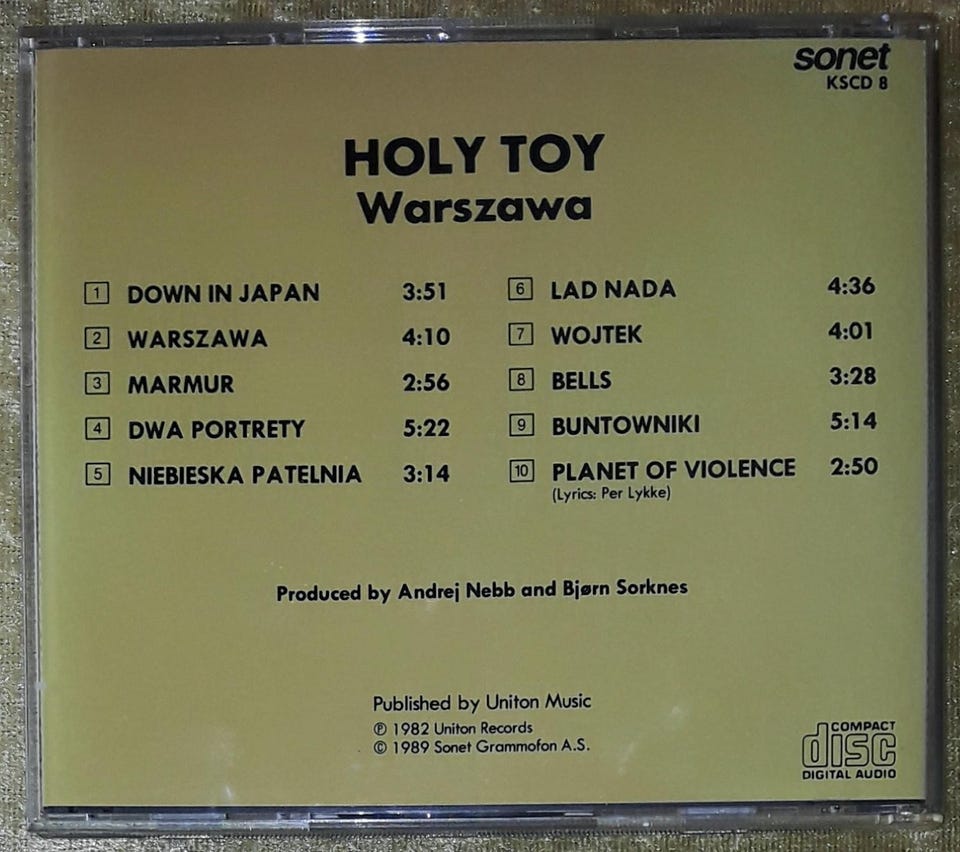 sonet
KSCD 8
HOLY TOY
Warszawa
1 DOWN IN JAPAN 3:51
2 WARSZAWA 4:10
3 MARMUR 2:56
4 DWA PORTRETY 5:22
5 NIEBIESKA PATELNIA 3:14
6 LAD NADA 4:36
7 WOJTEK 4:01
8 BELLS 3:28
9 BUNTOWNIKI 5:14
10 PLANET OF VIOLENCE 2:50
(Lyrics: Per Lykke)
Produced by Andrej Nebb and Bjørn Sorknes
Published by Uniton Music
℗ 1982 Uniton Records
© 1989 Sonet Grammofon A.S.
COMPACT
disc
DIGITAL AUDIO